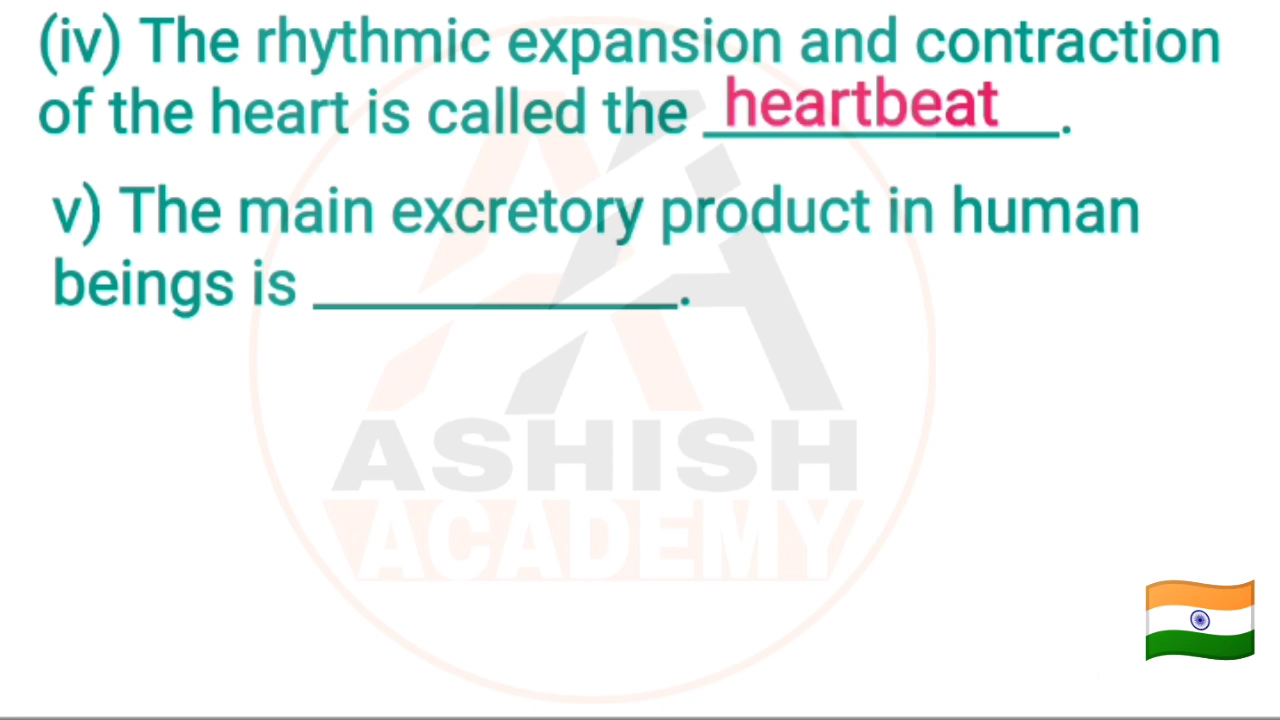 (iv) The rhythmic expansion and contraction
of the heart is called the heartbeat.
v) The main excretory product in human
beings is ____________.
ASHISH
ACADEMY